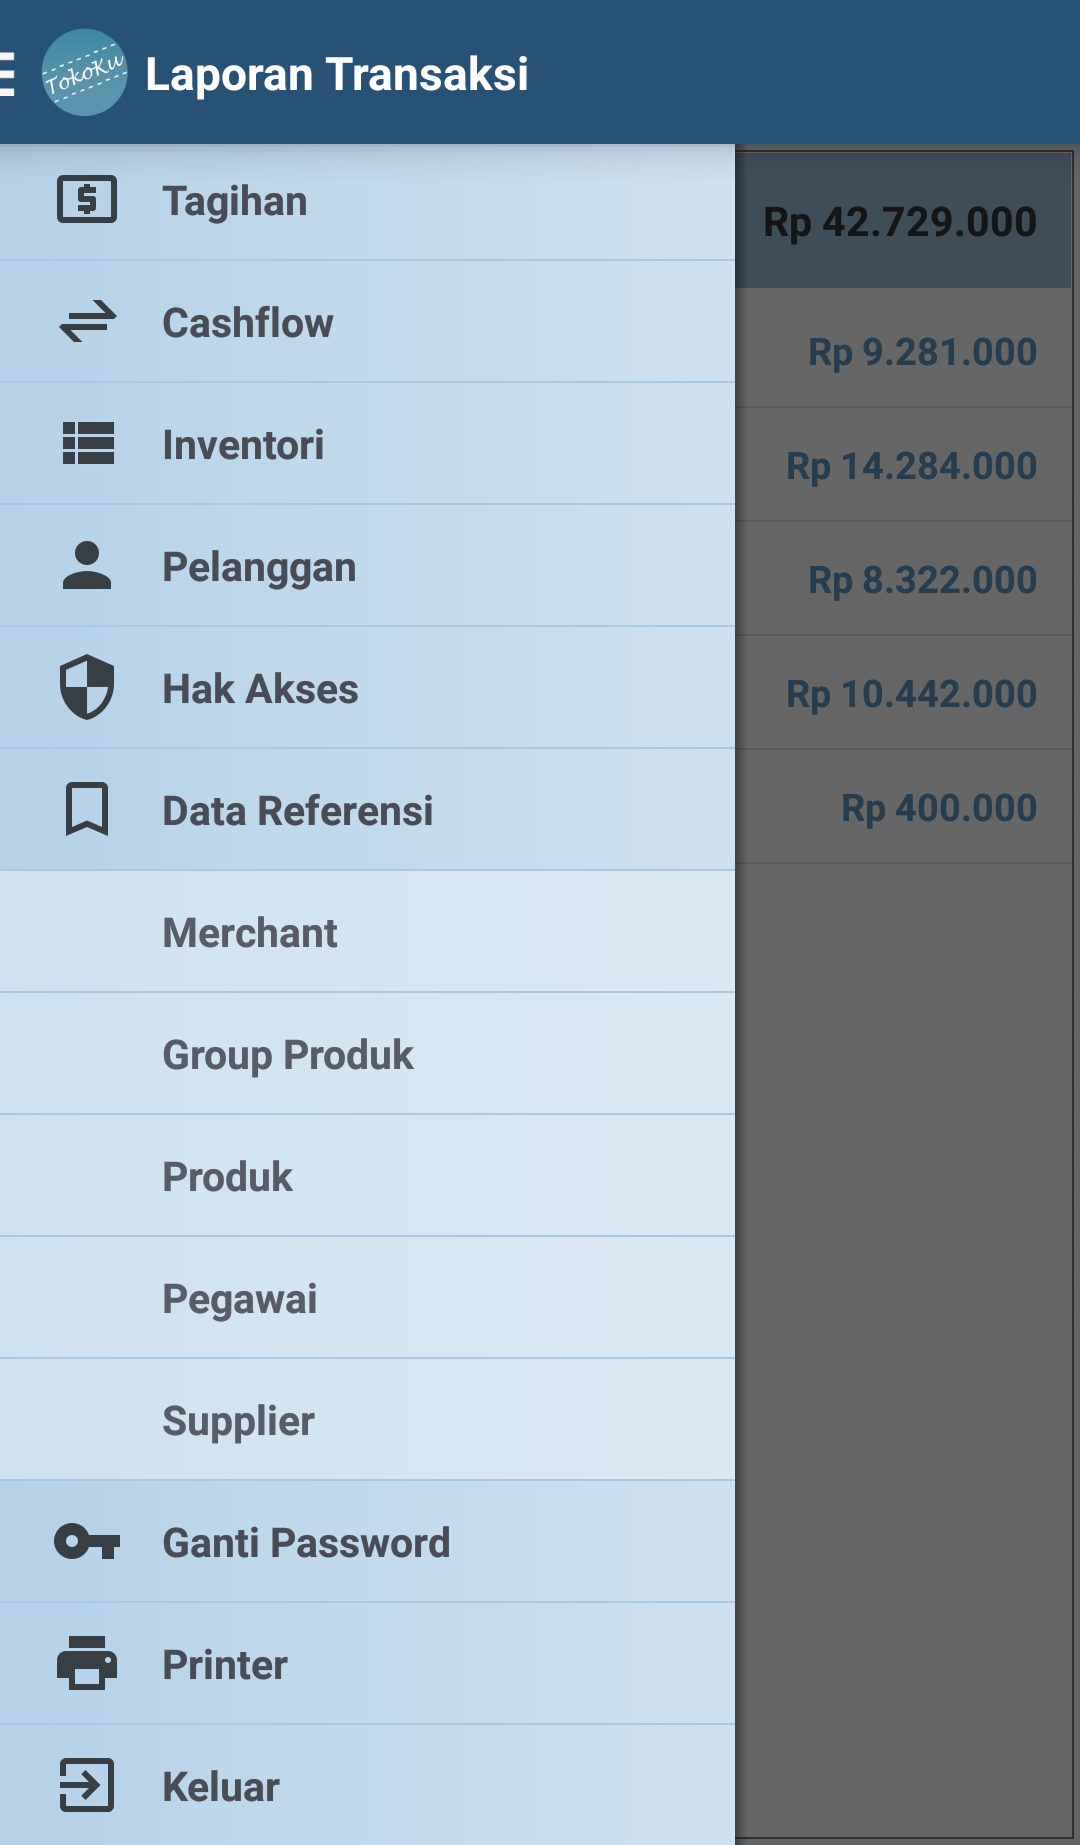 TokoKu
Laporan Transaksi
Tagihan
Cashflow
Inventori
Pelanggan
Hak Akses
Data Referensi
Merchant
Group Produk
Produk
Pegawai
Supplier
Ganti Password
Printer
Keluar
Rp 42.729.000
Rp 9.281.000
Rp 14.284.000
Rp 8.322.000
Rp 10.442.000
Rp 400.000